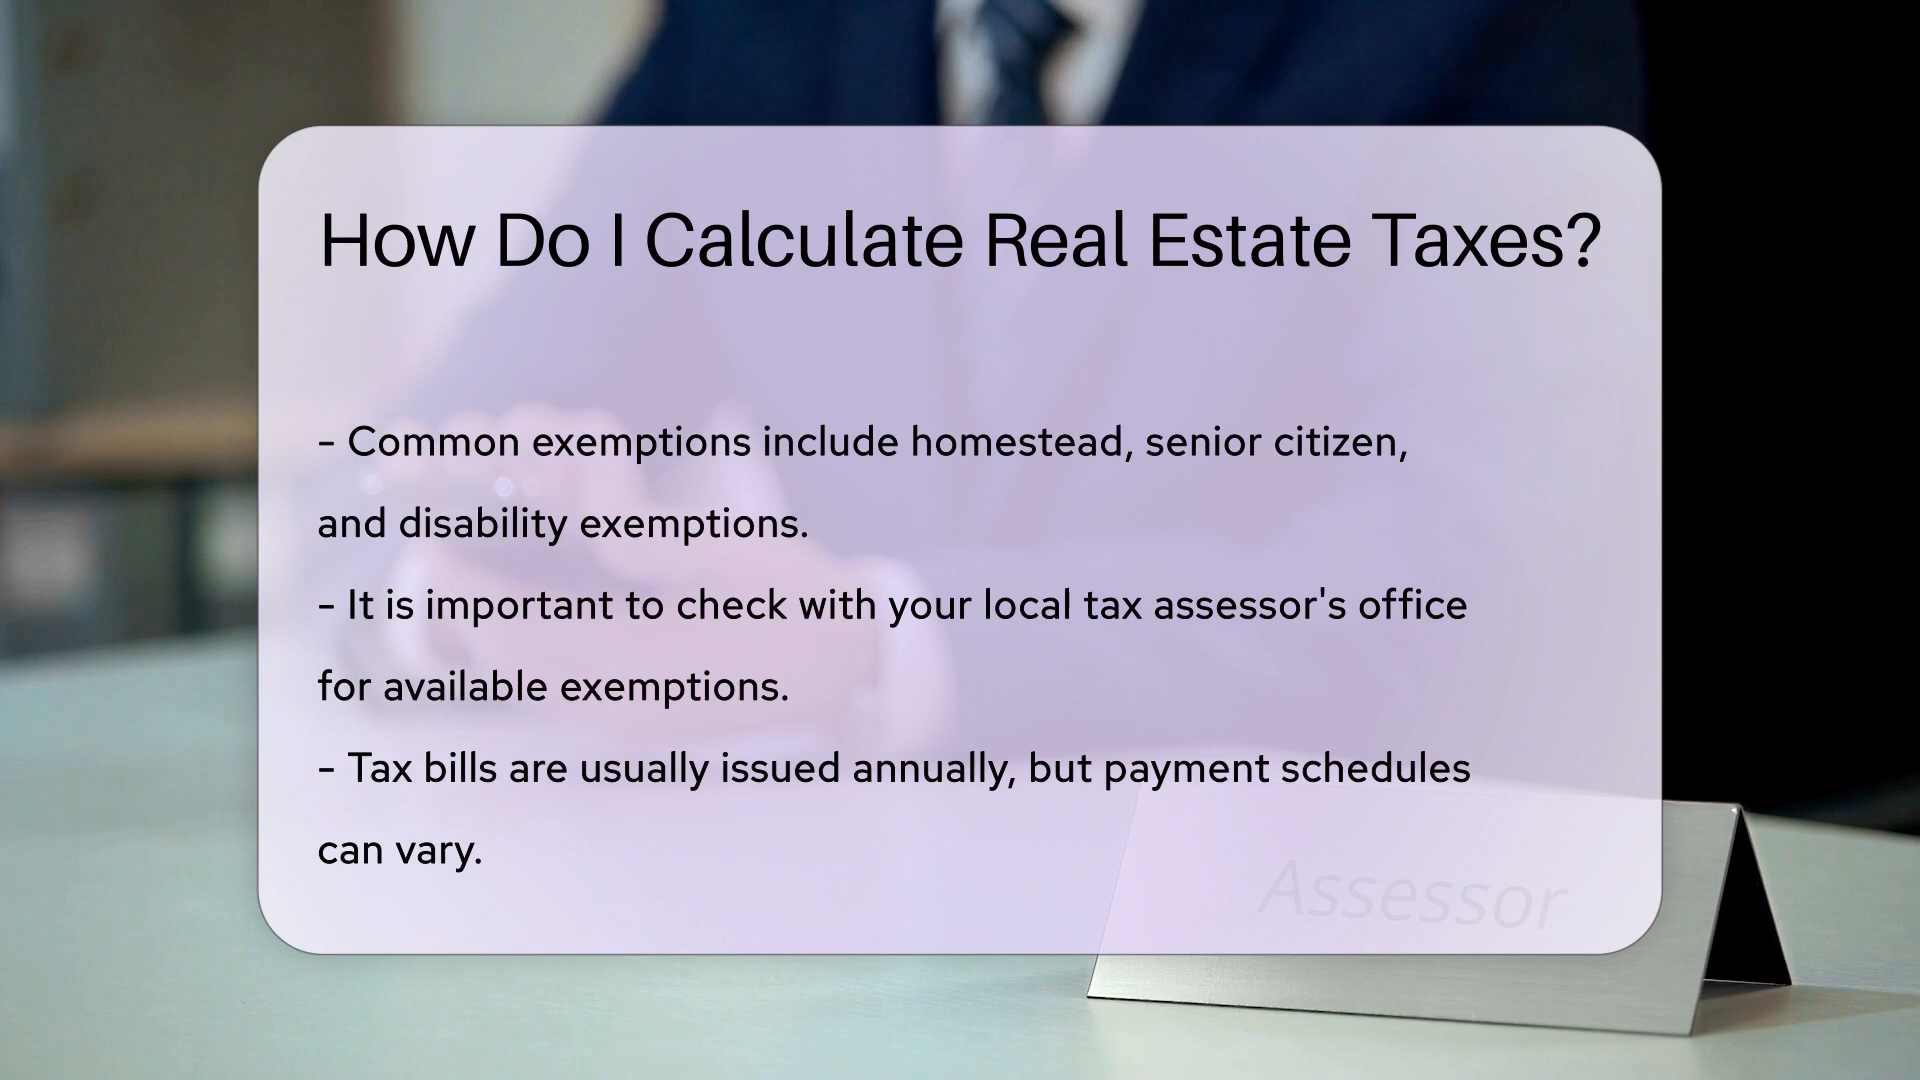 How Do I Calculate Real Estate Taxes?
- Common exemptions include homestead, senior citizen,
and disability exemptions.
- It is important to check with your local tax assessor's office
for available exemptions.
- Tax bills are usually issued annually, but payment schedules
can vary.
Assessor